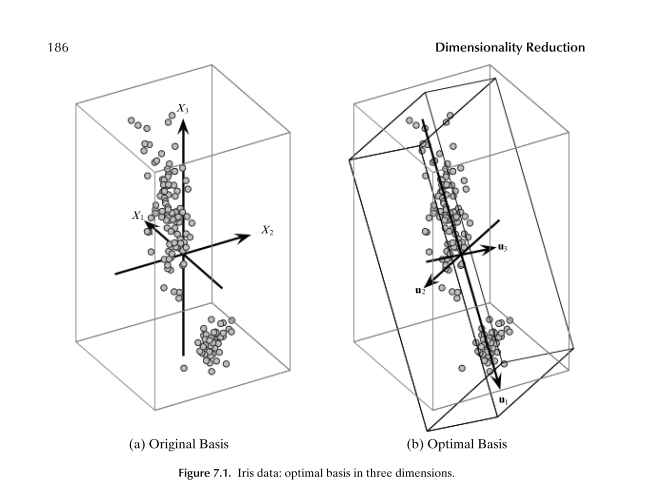 186
Dimensionality Reduction
X3
X1
X2
u3
u2
u1
(a) Original Basis
(b) Optimal Basis
Figure 7.1. Iris data: optimal basis in three dimensions.